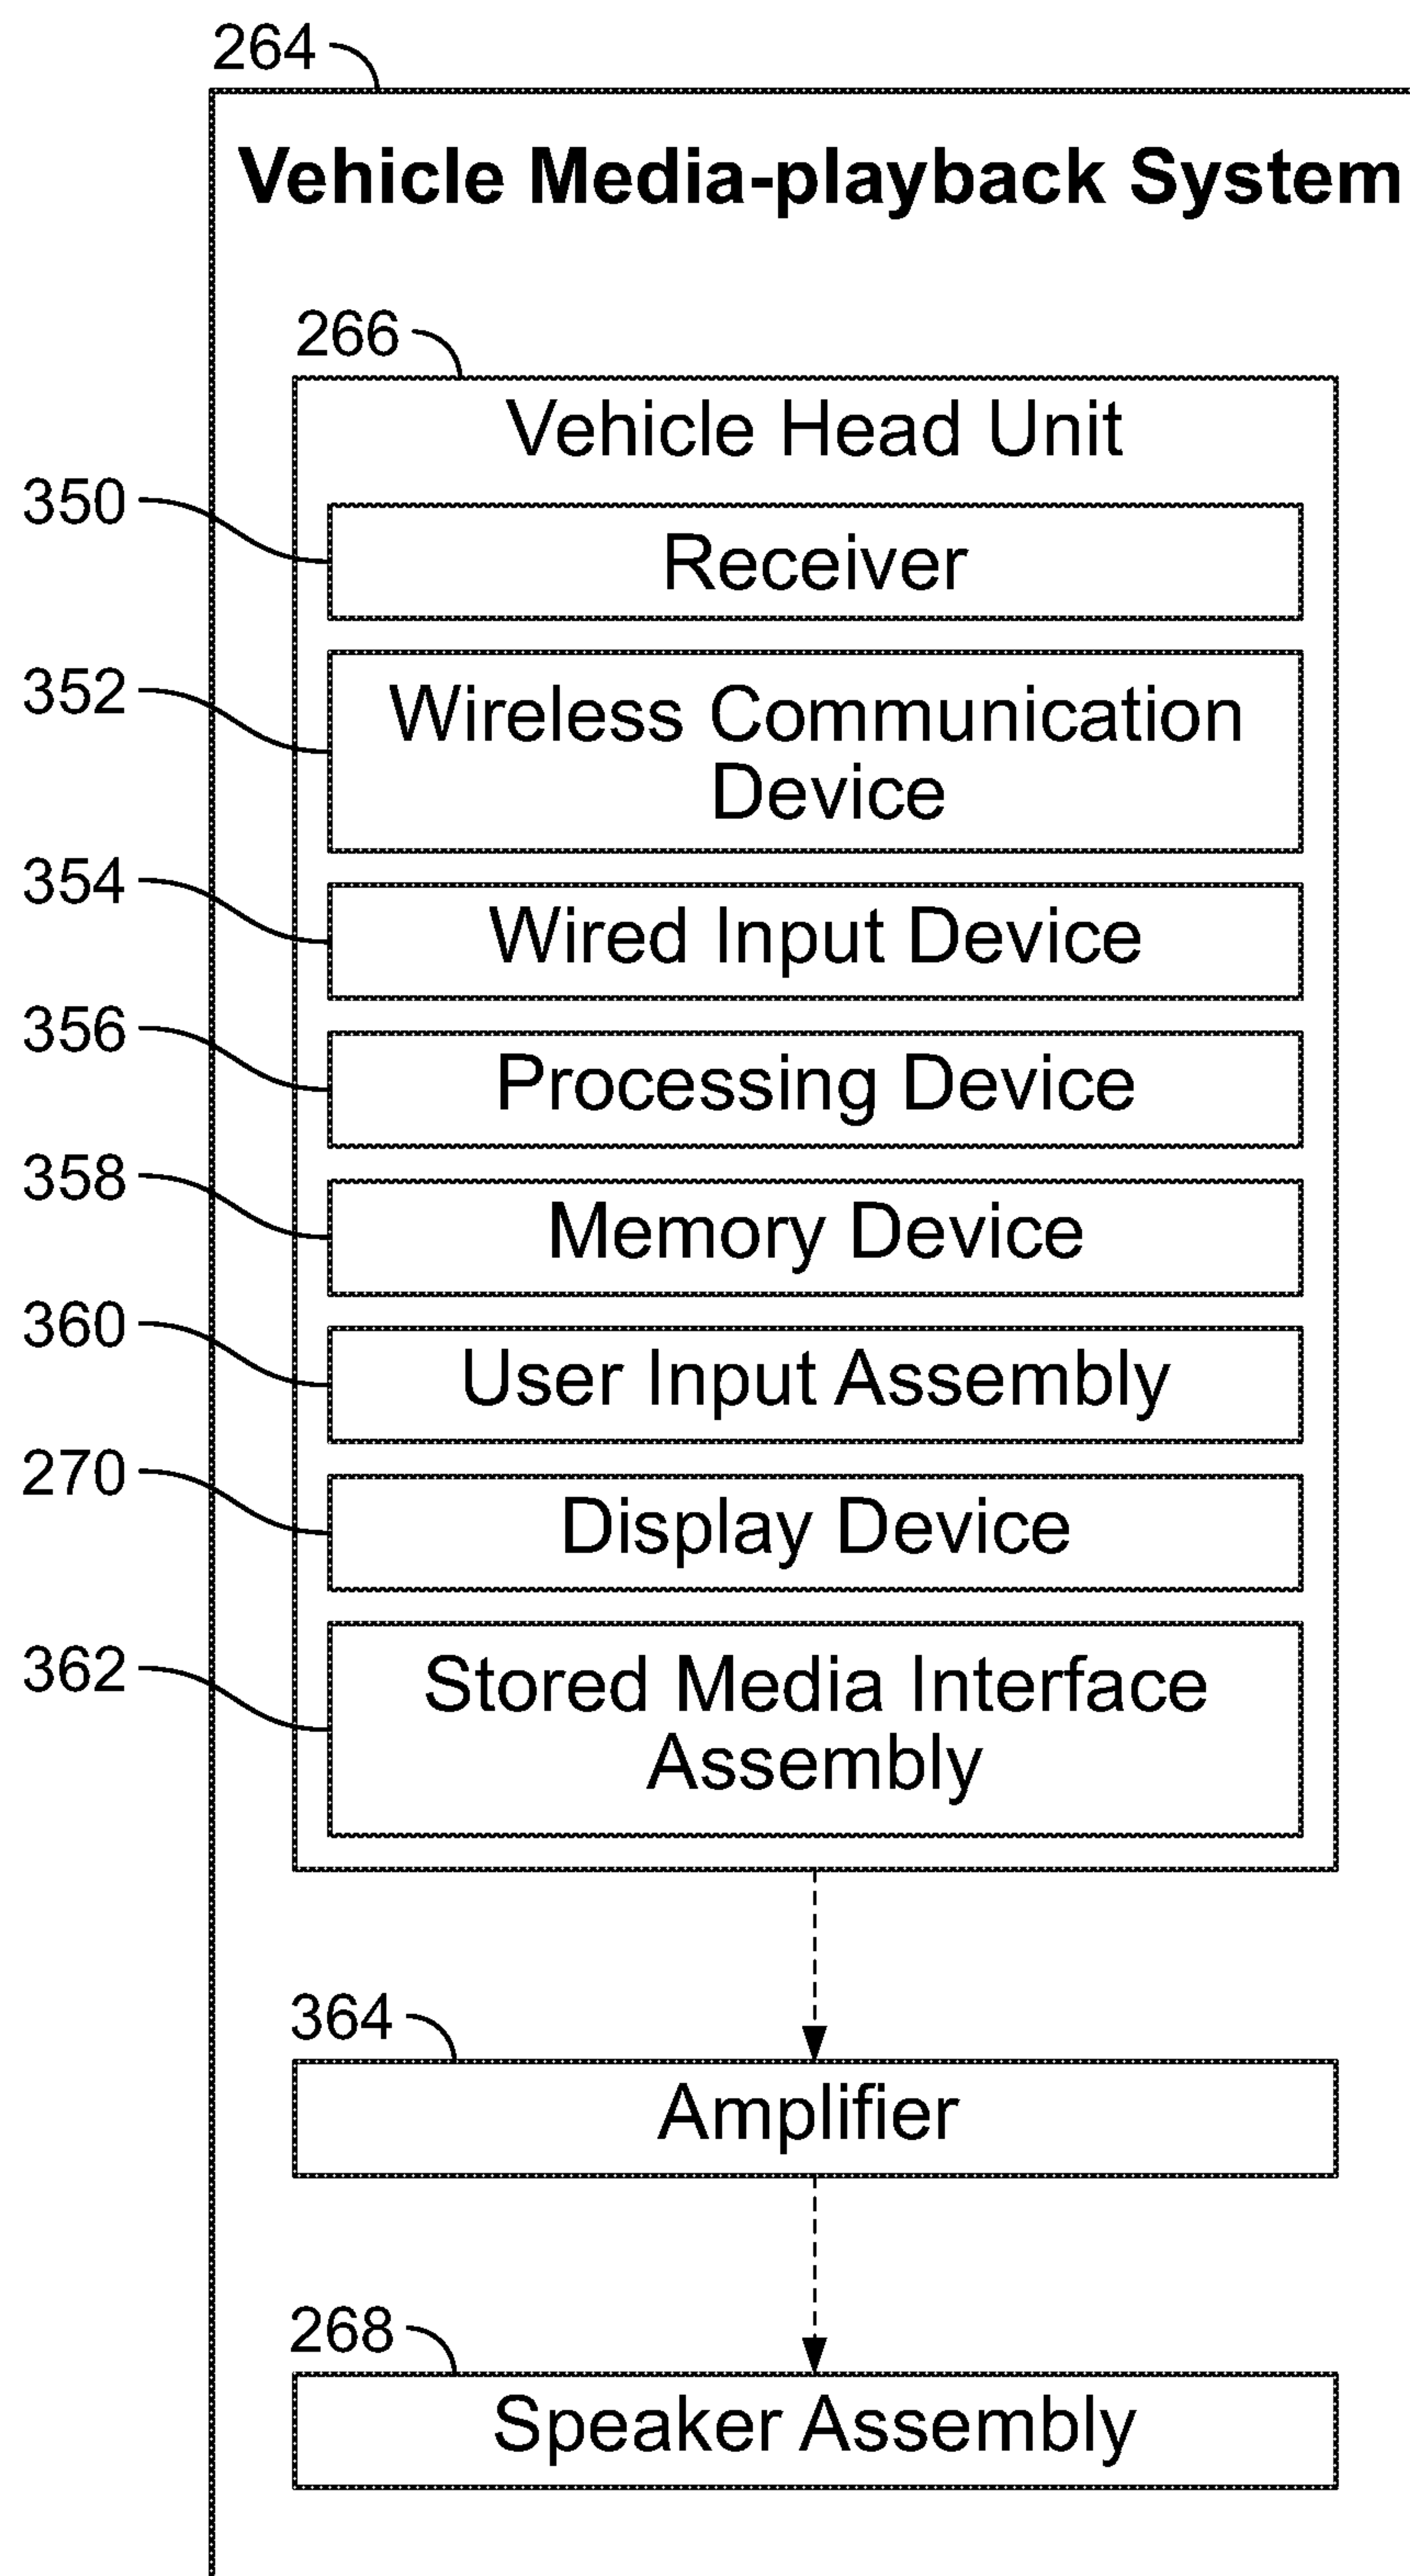 264
Vehicle Media-playback System
266
Vehicle Head Unit
350
Receiver
352
Wireless Communication
Device
354
Wired Input Device
356
Processing Device
358
Memory Device
360
User Input Assembly
270
Display Device
362
Stored Media Interface
Assembly
364
Amplifier
268
Speaker Assembly